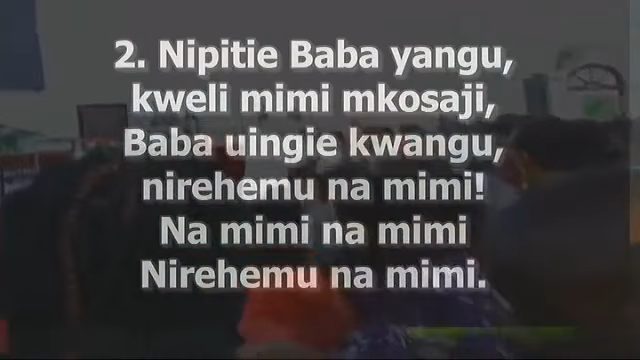 2. Nipitie Baba yangu,
kweli mimi mkosaji,
Baba uingie kwangu,
nirehemu na mimi!
Na mimi na mimi
Nirehemu na mimi.